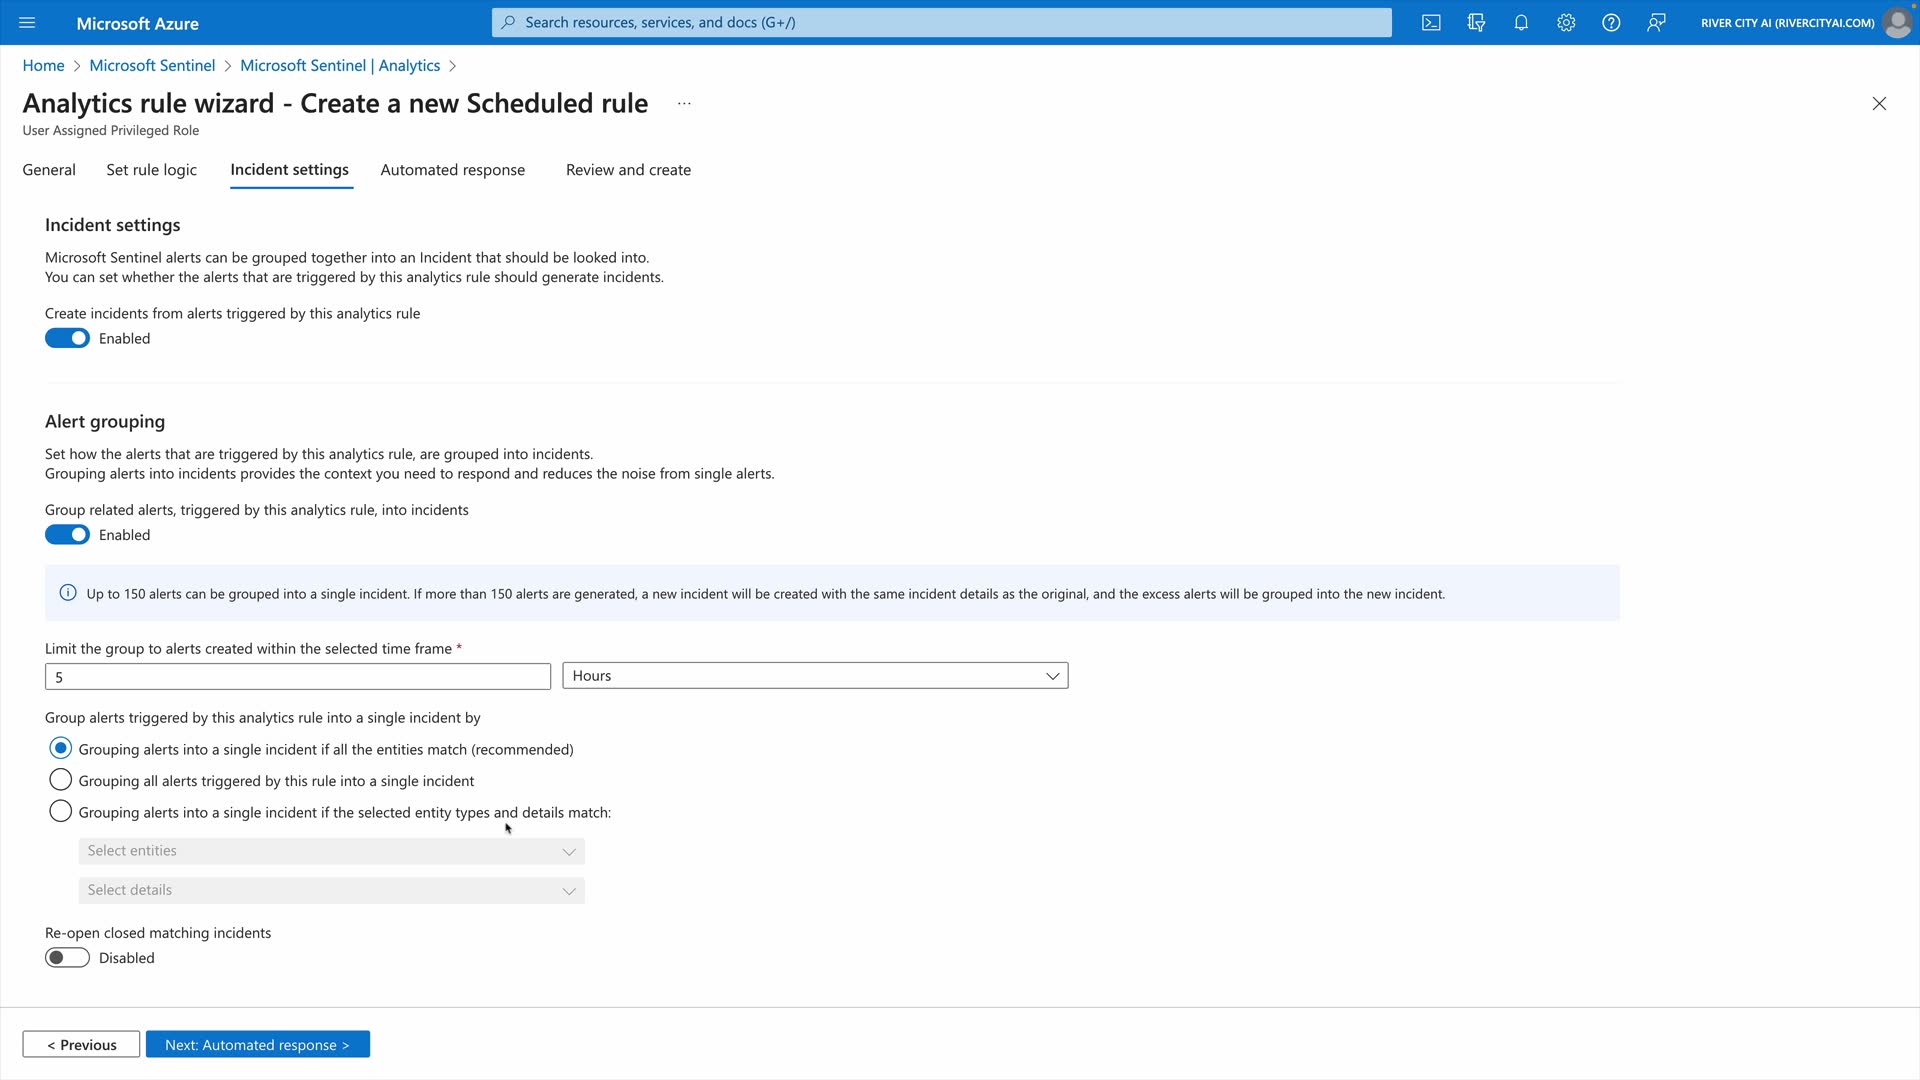 Microsoft Azure
Search resources, services, and docs (G+/)
RIVER CITY AI (RIVERCITYAI.COM)
Home > Microsoft Sentinel > Microsoft Sentinel | Analytics >
Analytics rule wizard - Create a new Scheduled rule ...
User Assigned Privileged Role
General Set rule logic Incident settings Automated response Review and create
Incident settings
Microsoft Sentinel alerts can be grouped together into an Incident that should be looked into.
You can set whether the alerts that are triggered by this analytics rule should generate incidents.
Create incidents from alerts triggered by this analytics rule
Enabled
Alert grouping
Set how the alerts that are triggered by this analytics rule, are grouped into incidents.
Grouping alerts into incidents provides the context you need to respond and reduces the noise from single alerts.
Group related alerts, triggered by this analytics rule, into incidents
Enabled
Up to 150 alerts can be grouped into a single incident. If more than 150 alerts are generated, a new incident will be created with the same incident details as the original, and the excess alerts will be grouped into the new incident.
Limit the group to alerts created within the selected time frame *
5 Hours
Group alerts triggered by this analytics rule into a single incident by
Grouping alerts into a single incident if all the entities match (recommended)
Grouping all alerts triggered by this rule into a single incident
Grouping alerts into a single incident if the selected entity types and details match:
Select entities
Select details
Re-open closed matching incidents
Disabled
< Previous Next: Automated response >